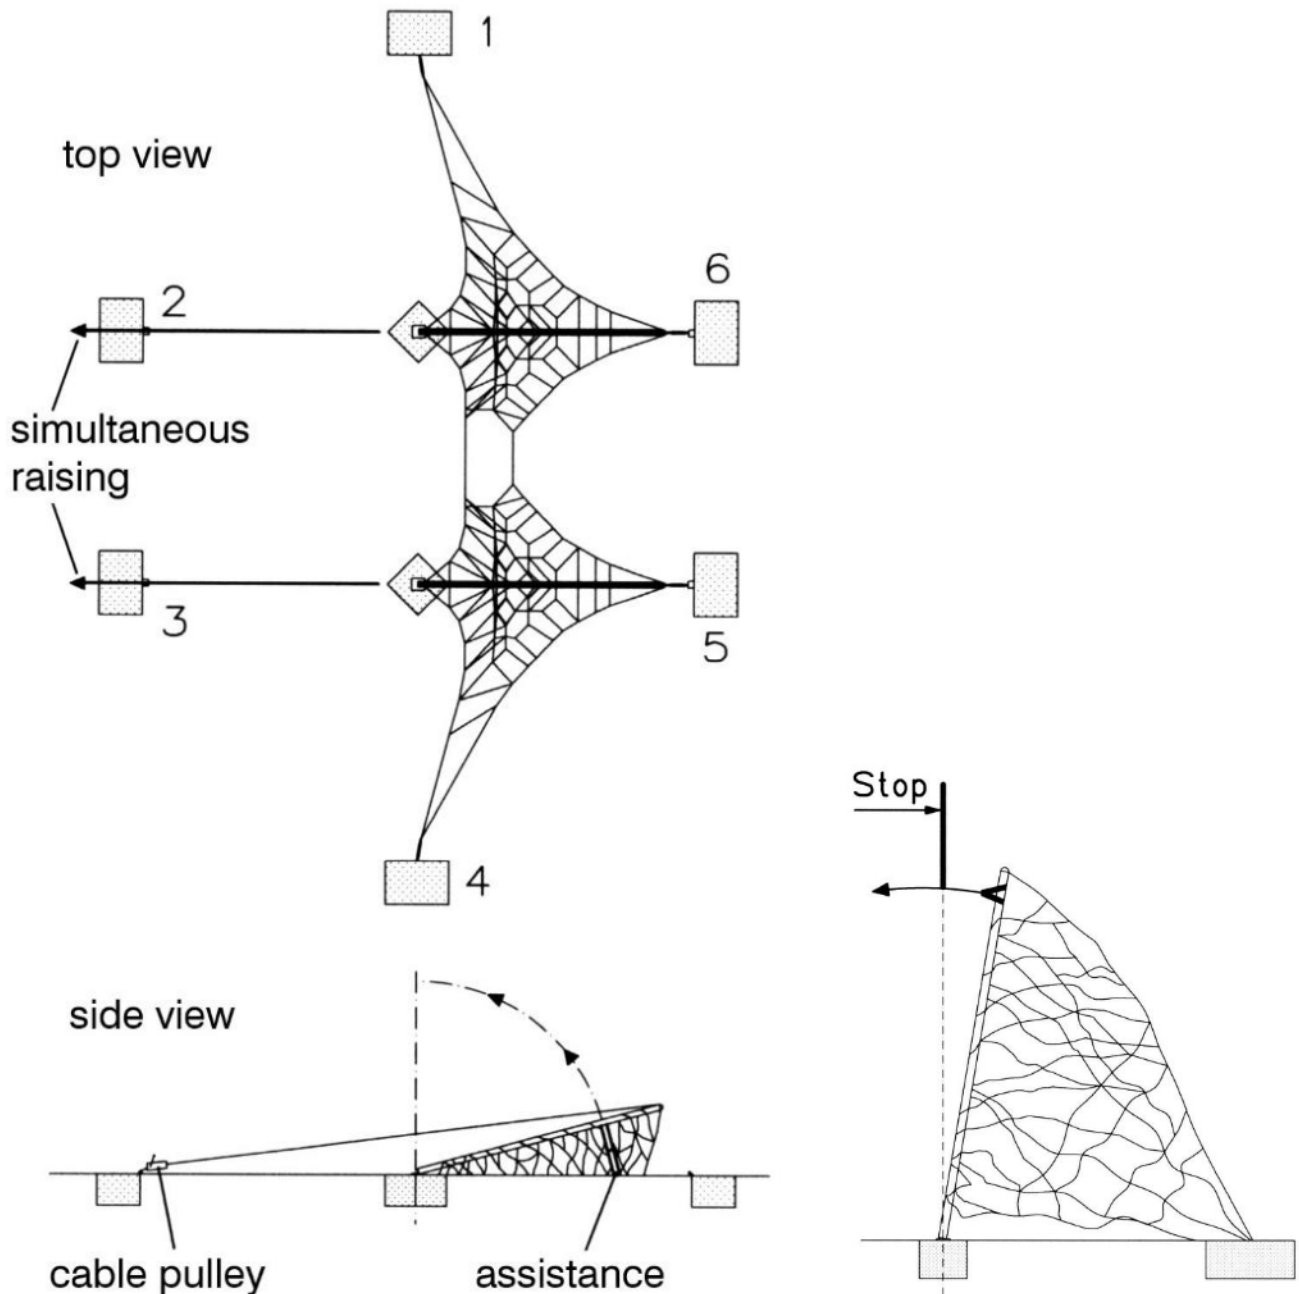 1
top view
6
2
simultaneous
raising
3
5
Stop
4
side view
cable pulley
assistance